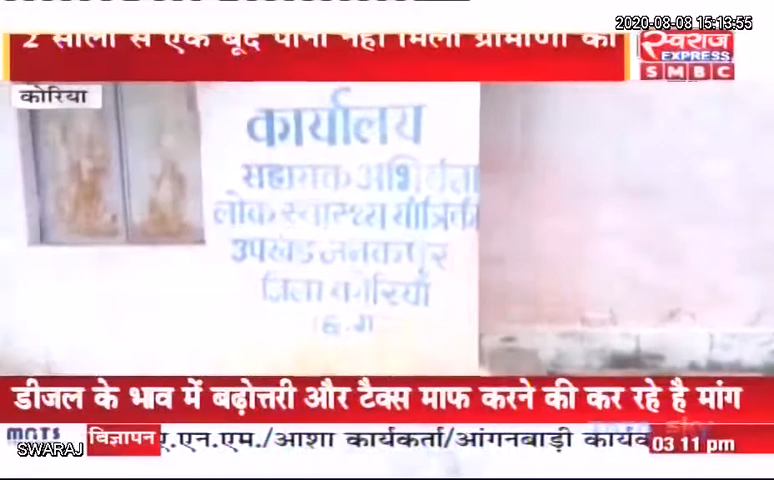 2020-08-08 15:13:55
2 सालों से एक बूंद पानी नहीं मिला ग्रामीणों को
स्वराज
EXPRESS
SMBC
कोरिया
कार्यालय
सहायक अभियंता
लोक स्वास्थ्य यांत्रिकी
उपखंड जनकपुर
जिला कोरिया
छ.ग
डीजल के भाव में बढ़ोत्तरी और टैक्स माफ करने की कर रहे है मांग
विज्ञापन
ए.एन.एम./आशा कार्यकर्ता/आंगनबाड़ी कार्यक
03 11 pm
SWARAJ